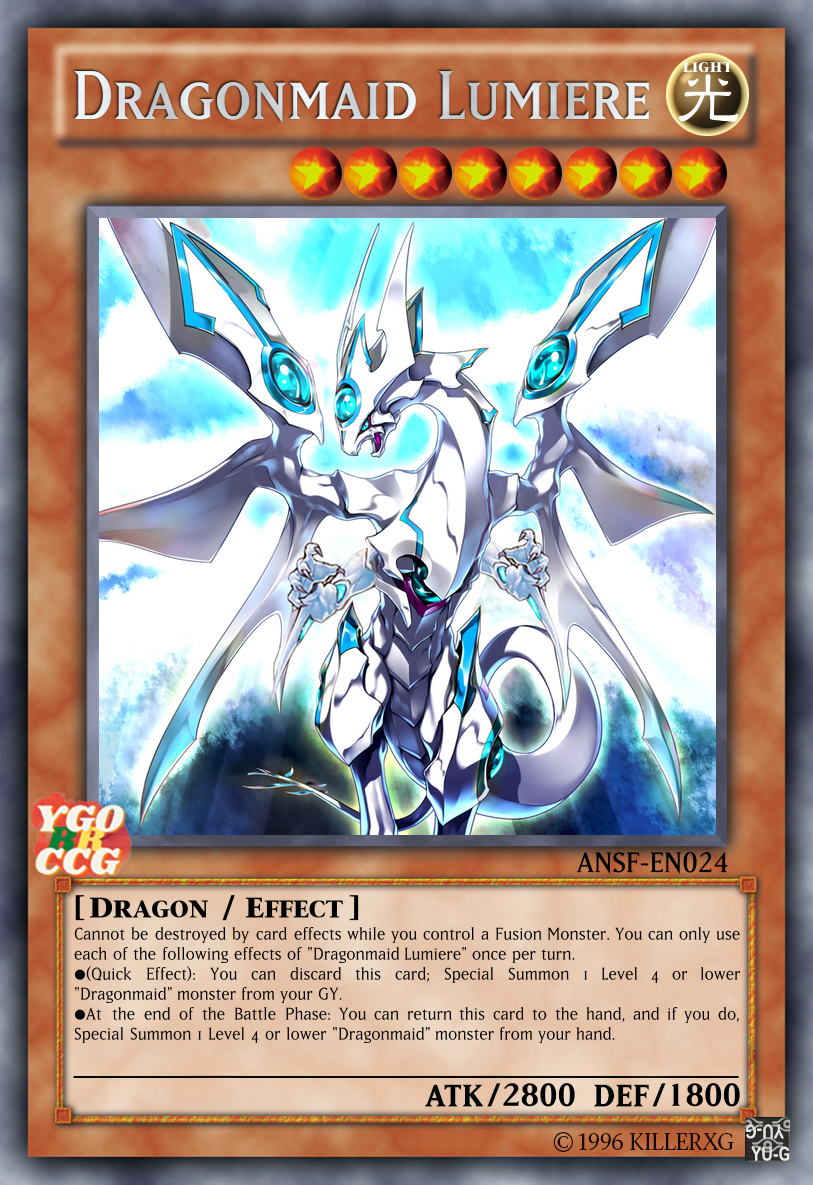 Dragonmaid Lumiere
LIGHT
光
ANSF-EN024
YGO
RR
CCG
[ Dragon / Effect ]
Cannot be destroyed by card effects while you control a Fusion Monster. You can only use
each of the following effects of "Dragonmaid Lumiere" once per turn.
●(Quick Effect): You can discard this card; Special Summon 1 Level 4 or lower
"Dragonmaid" monster from your GY.
●At the end of the Battle Phase: You can return this card to the hand, and if you do,
Special Summon 1 Level 4 or lower "Dragonmaid" monster from your hand.
ATK/2800 DEF/1800
© 1996 KILLERXG
YU-G
YU-G